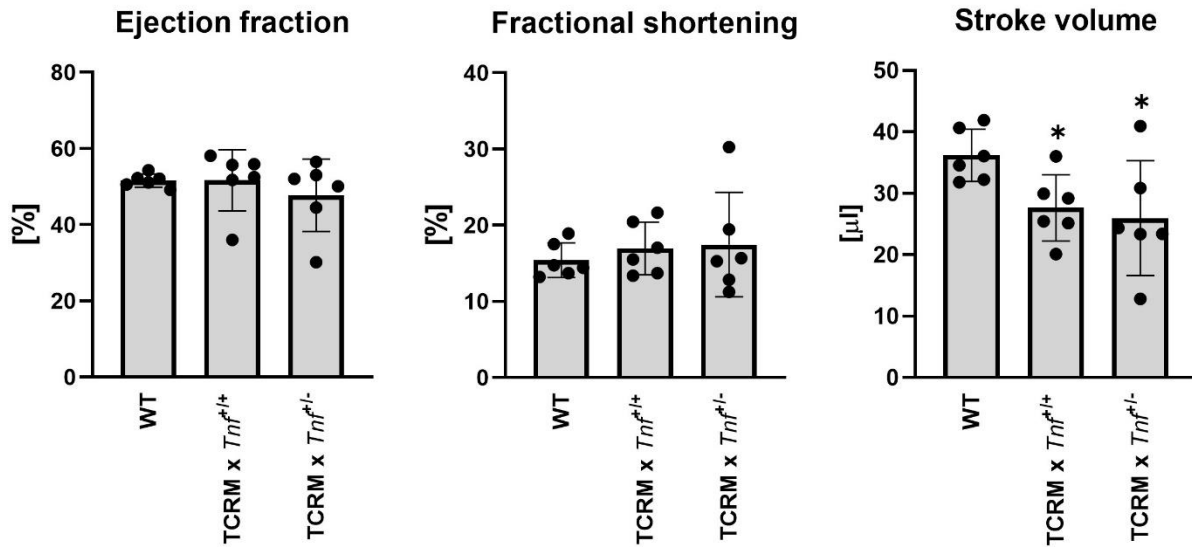 Ejection fraction
[%]
80
60
40
20
0
WT
TCRM x Tnf+/+
TCRM x Tnf+/-
Fractional shortening
[%]
40
30
20
10
0
WT
TCRM x Tnf+/+
TCRM x Tnf+/-
Stroke volume
[µl]
50
40
30
20
10
0
*
*
WT
TCRM x Tnf+/+
TCRM x Tnf+/-